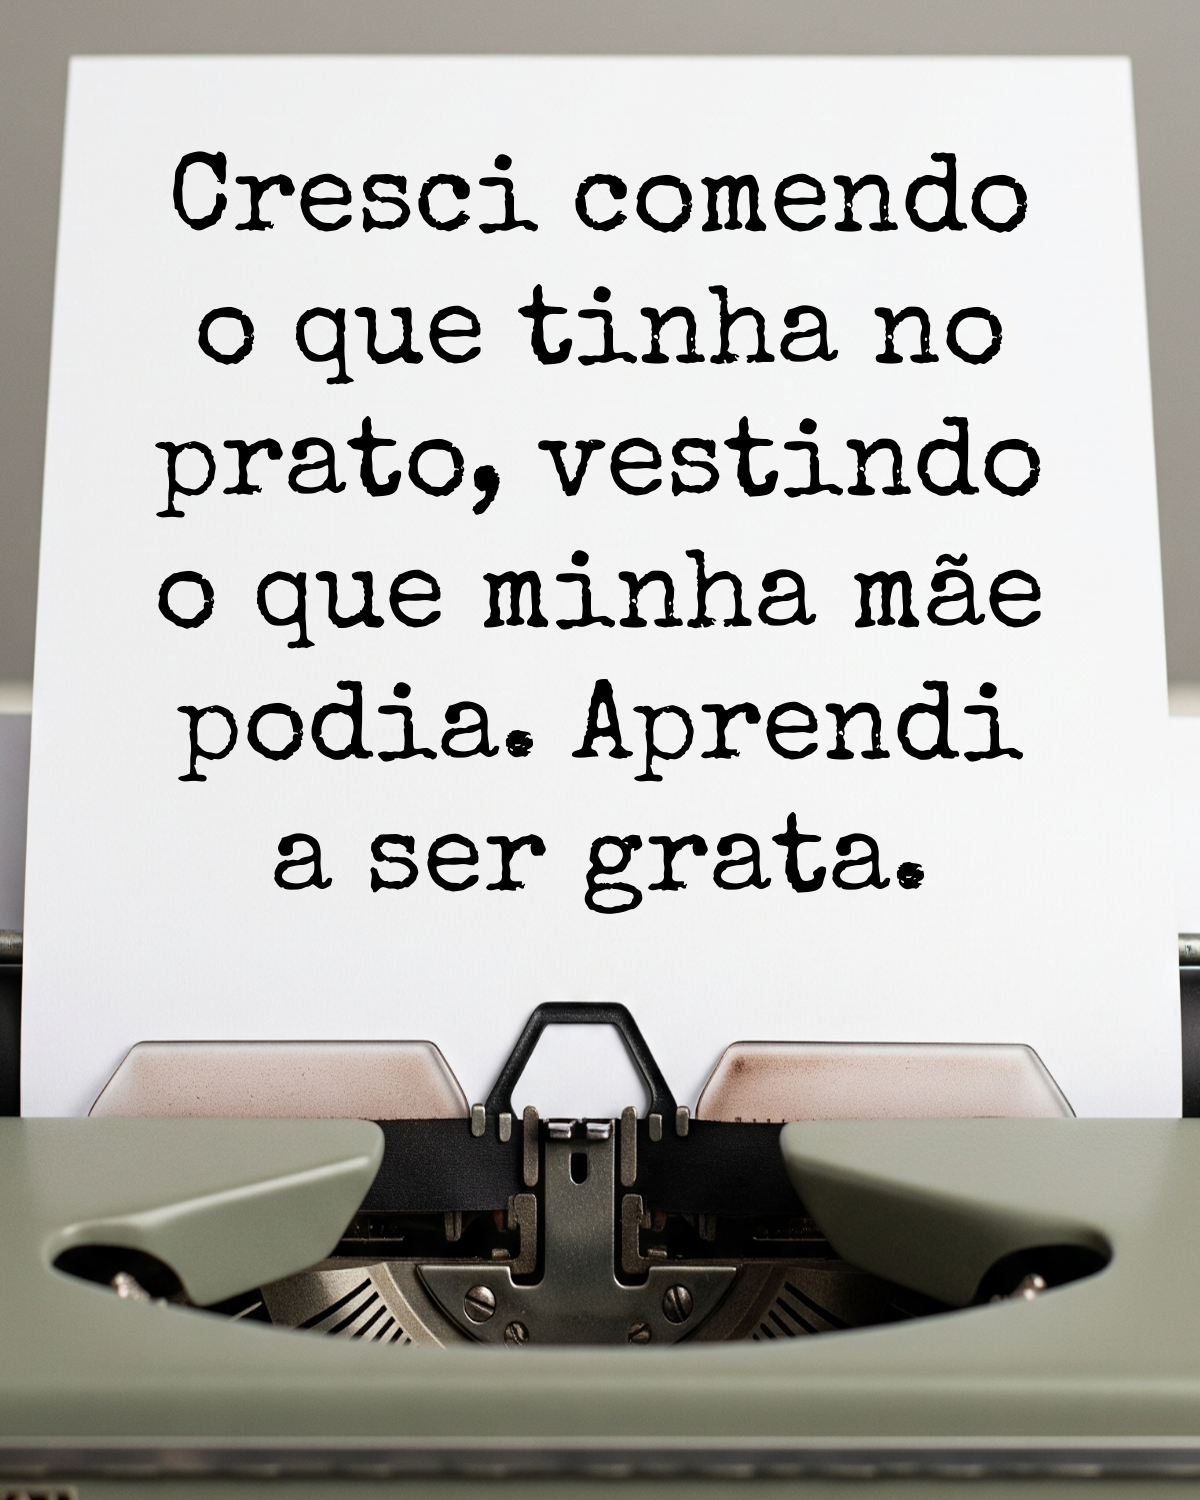 Cresci comendo
o que tinha no
prato, vestindo
o que minha mãe
podia. Aprendi
a ser grata.